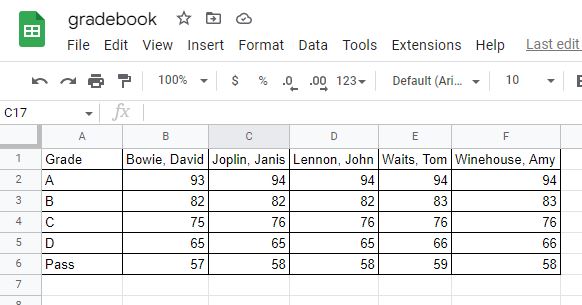 gradebook
File Edit View Insert Format Data Tools Extensions Help Last edit
100% $ % .0 .00 123 Default (Ari... 10
C17 fx
A B C D E F
1 Grade Bowie, David Joplin, Janis Lennon, John Waits, Tom Winehouse, Amy
2 A 93 94 94 94 94
3 B 82 82 82 83 83
4 C 75 76 76 76 76
5 D 65 65 65 66 66
6 Pass 57 58 58 59 58
7